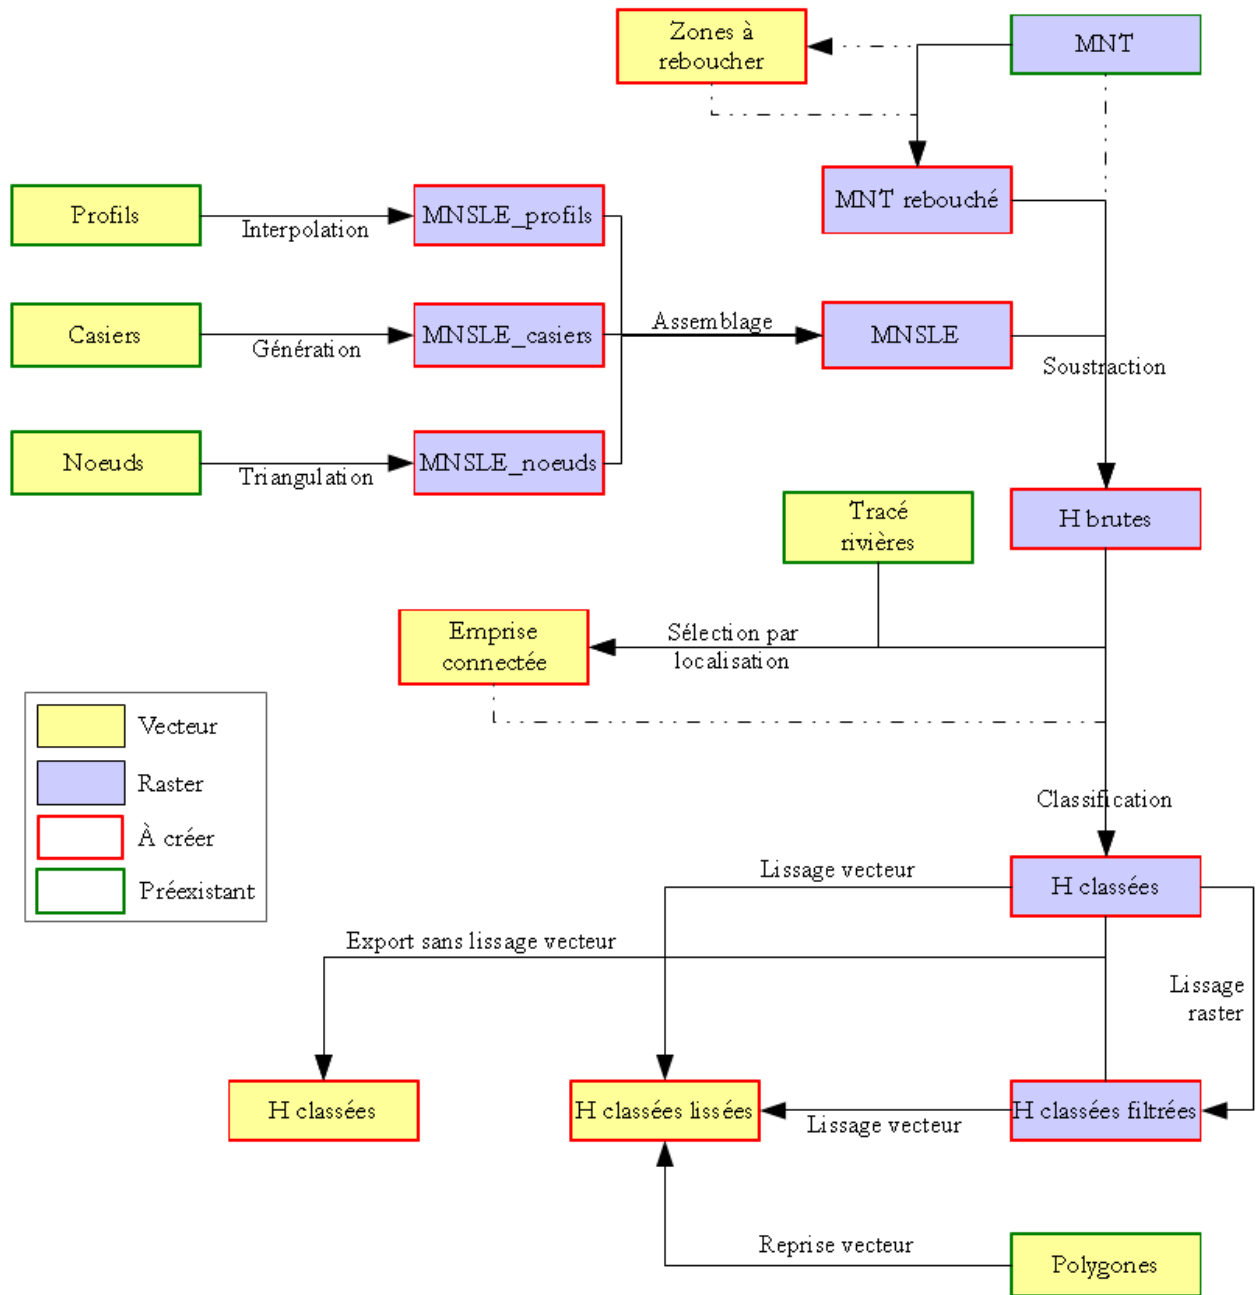 Zones à
reboucher
MNT
MNT rebouché
Profils
Interpolation
MNSLE_profils
Casiers
Génération
MNSLE_casiers
Assemblage
MNSLE
Soustraction
Noeuds
Triangulation
MNSLE_noeuds
Tracé
rivières
H brutes
Emprise
connectée
Sélection par
localisation
Vecteur
Raster
À créer
Préexistant
Classification
Lissage vecteur
H classées
Export sans lissage vecteur
Lissage
raster
H classées
H classées lissées
Lissage vecteur
H classées filtrées
Reprise vecteur
Polygones